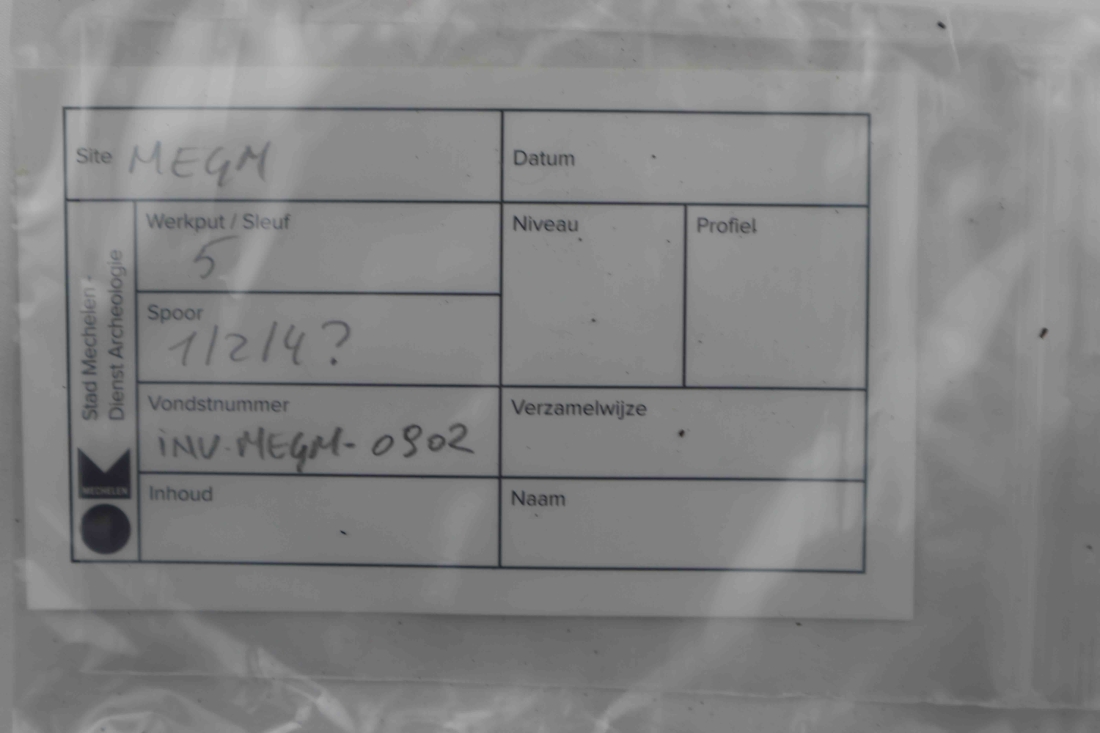 Site MEGM
Datum
Werkput / Sleuf
5
Niveau
Profiel
Spoor
1/2/4?
Vondstnummer
iNV.MEGM-0902
Verzamelwijze
Inhoud
Naam
Stad Mechelen -
Dienst Archeologie
MECHELEN